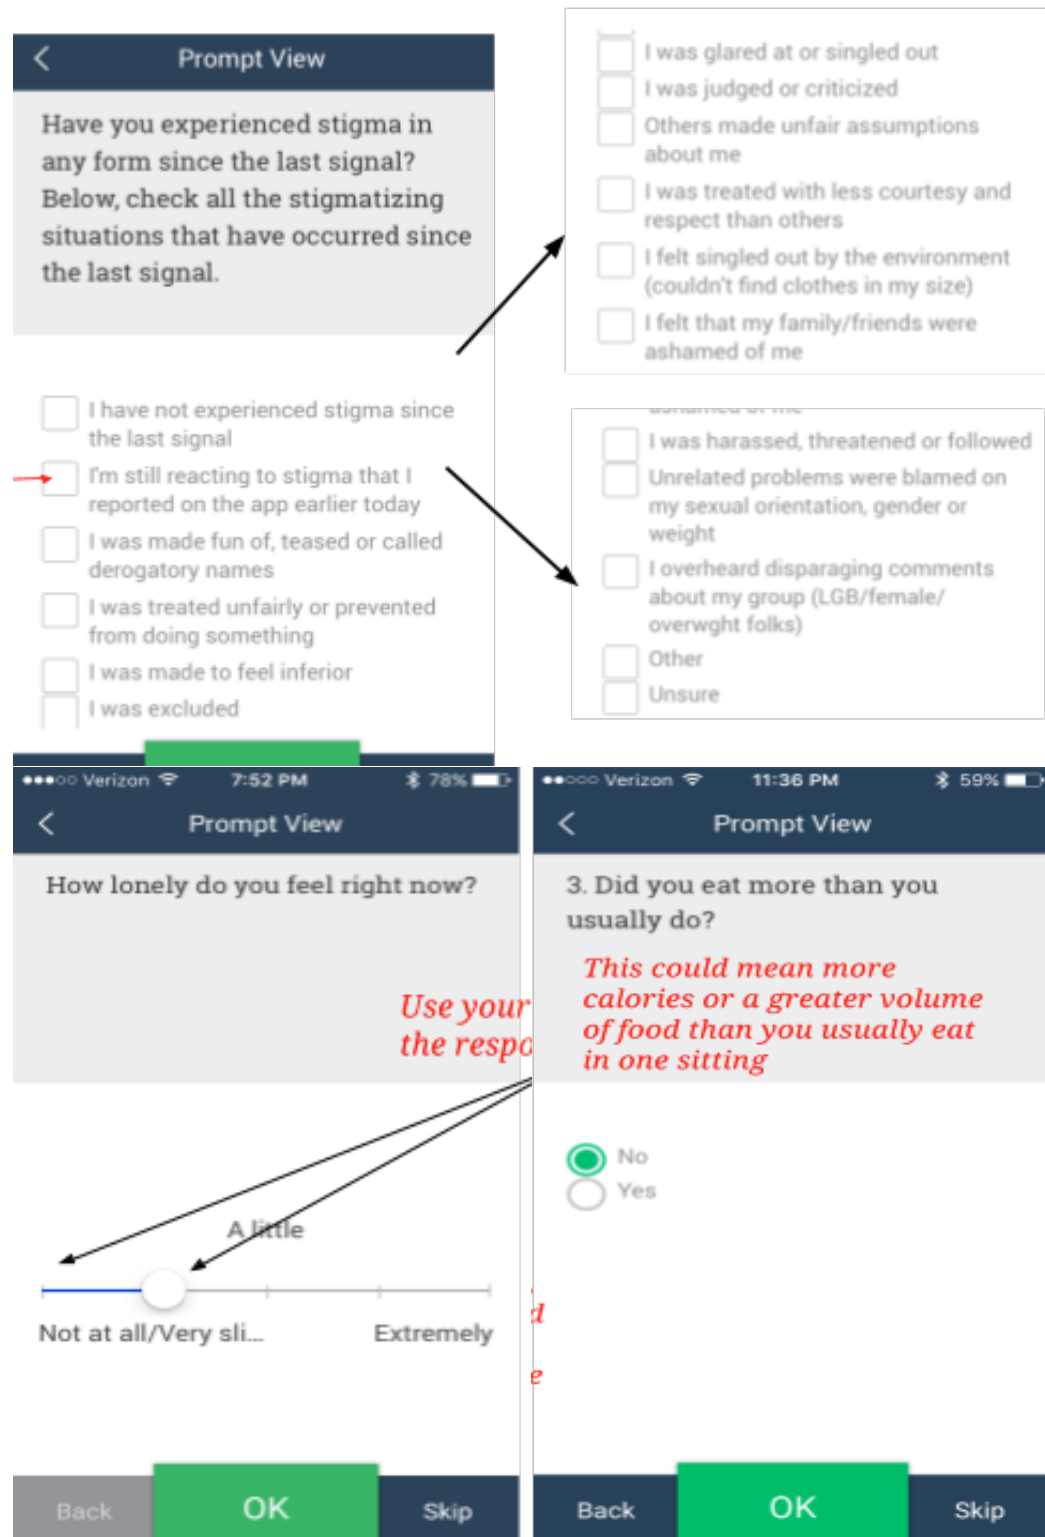 Prompt View
Have you experienced stigma in
any form since the last signal?
Below, check all the stigmatizing
situations that have occurred since
the last signal.
I have not experienced stigma since
the last signal
I'm still reacting to stigma that I
reported on the app earlier today
I was made fun of, teased or called
derogatory names
I was treated unfairly or prevented
from doing something
I was made to feel inferior
I was excluded
I was glared at or singled out
I was judged or criticized
Others made unfair assumptions
about me
I was treated with less courtesy and
respect than others
I felt singled out by the environment
(couldn't find clothes in my size)
I felt that my family/friends were
ashamed of me
ashamed of me
I was harassed, threatened or followed
Unrelated problems were blamed on
my sexual orientation, gender or
weight
I overheard disparaging comments
about my group (LGB/female/
overwght folks)
Other
Unsure
Verizon 7:52 PM 78%
Prompt View
How lonely do you feel right now?
Use your
the respo
A little
Not at all/Very sli... Extremely
Back OK Skip
Verizon 11:36 PM 59%
Prompt View
3. Did you eat more than you
usually do?
This could mean more
calories or a greater volume
of food than you usually eat
in one sitting
No
Yes
d
e
Back OK Skip